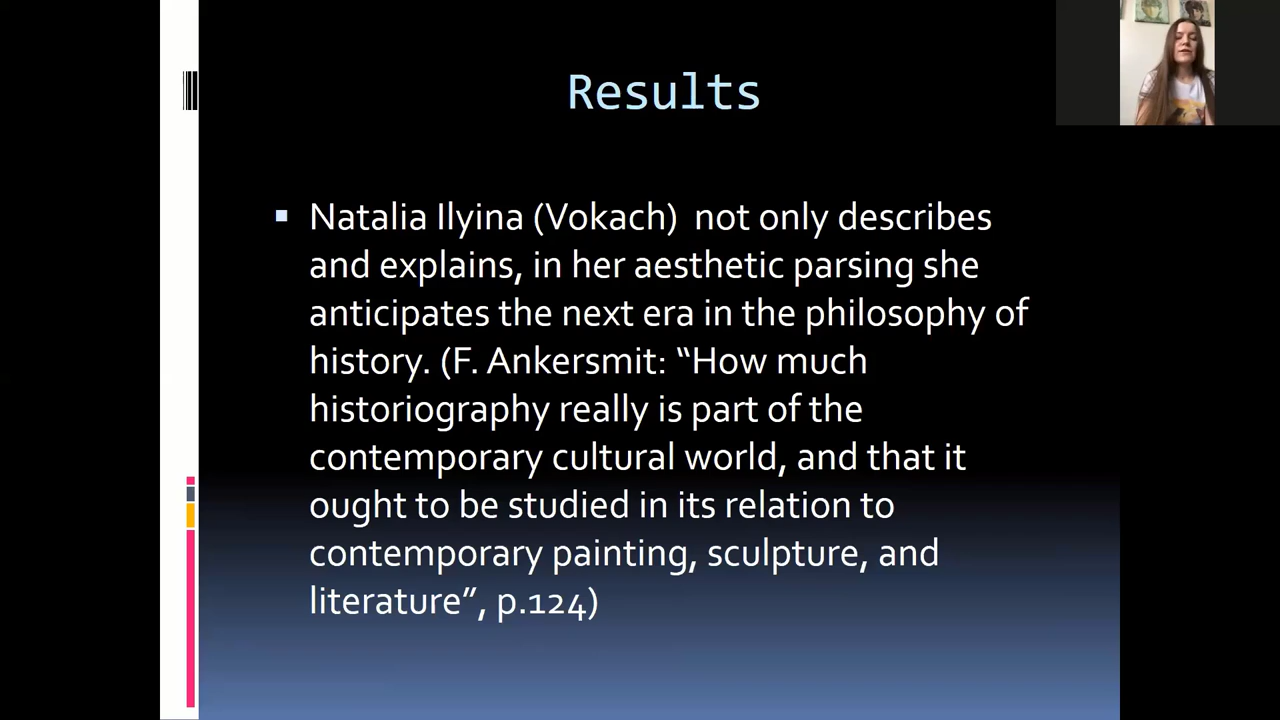 Results
▪ Natalia Ilyina (Vokach)  not only describes
and explains, in her aesthetic parsing she
anticipates the next era in the philosophy of
history. (F. Ankersmit: “How much
historiography really is part of the
contemporary cultural world, and that it
ought to be studied in its relation to
contemporary painting, sculpture, and
literature”, p.124)